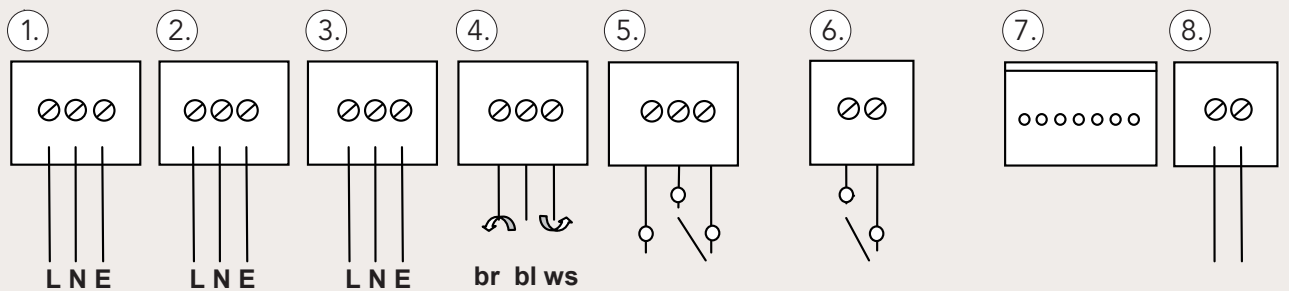 1. 2. 3. 4. 5. 6. 7. 8.
L N E L N E L N E br bl ws